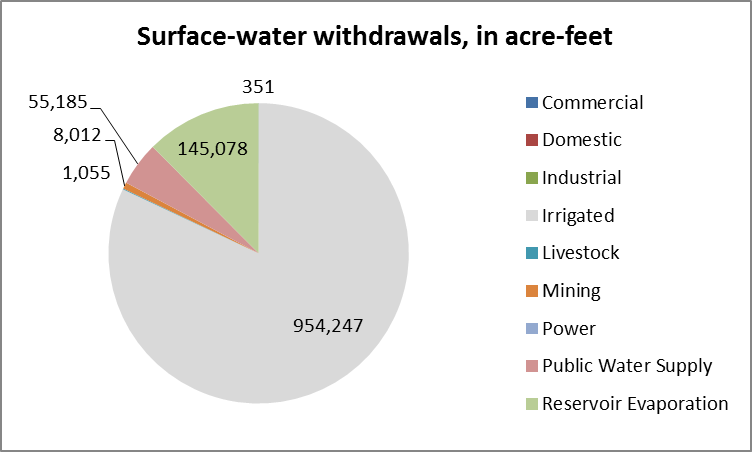 Surface-water withdrawals, in acre-feet
351
55,185
8,012
1,055
145,078
954,247
Commercial
Domestic
Industrial
Irrigated
Livestock
Mining
Power
Public Water Supply
Reservoir Evaporation